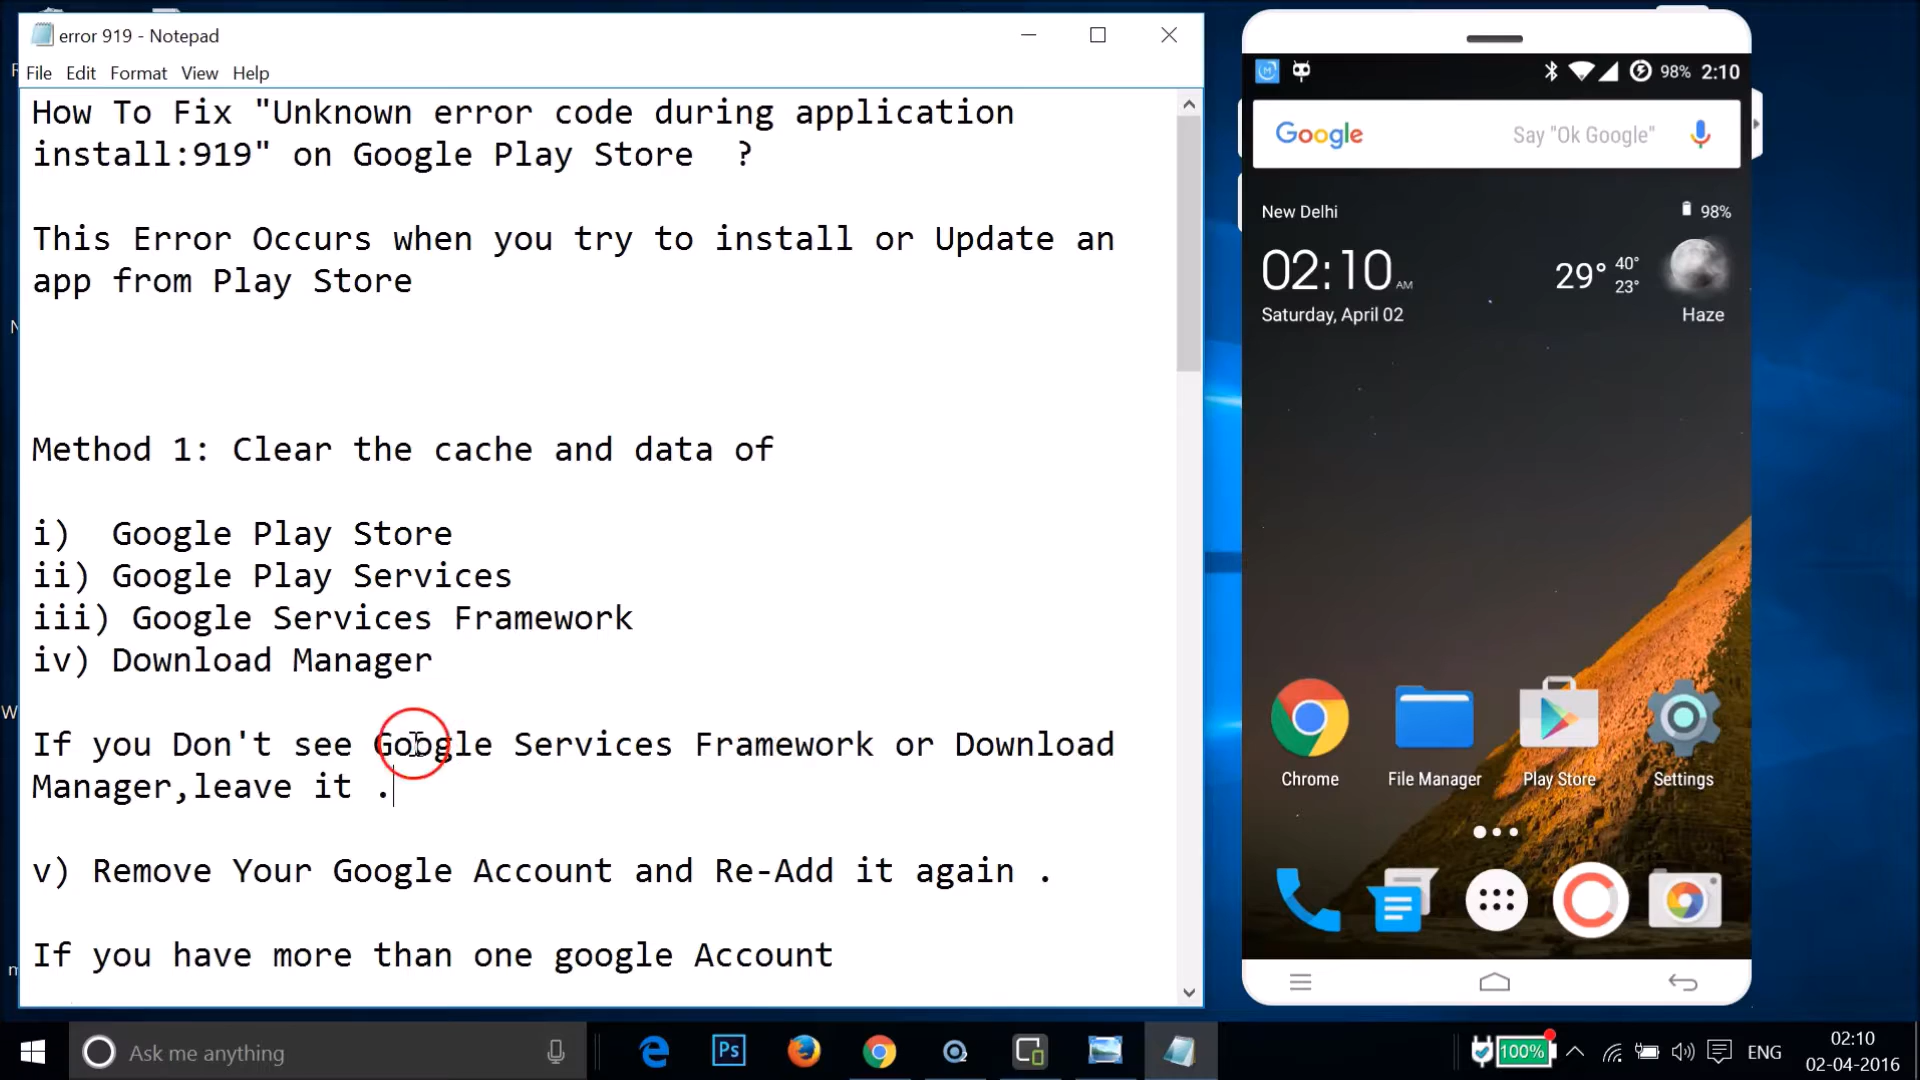 error 919 - Notepad
File Edit Format View Help
How To Fix "Unknown error code during application
install:919" on Google Play Store ?
This Error Occurs when you try to install or Update an
app from Play Store
Method 1: Clear the cache and data of
i) Google Play Store
ii) Google Play Services
iii) Google Services Framework
iv) Download Manager
If you Don't see Google Services Framework or Download
Manager,leave it .
v) Remove Your Google Account and Re-Add it again .
If you have more than one google Account
98% 2:10
Google Say "Ok Google"
New Delhi 98%
02:10 AM 29° 40°
23°
Saturday, April 02 Haze
Chrome File Manager Play Store Settings
Ask me anything
Ps
100% ENG
02:10
02-04-2016